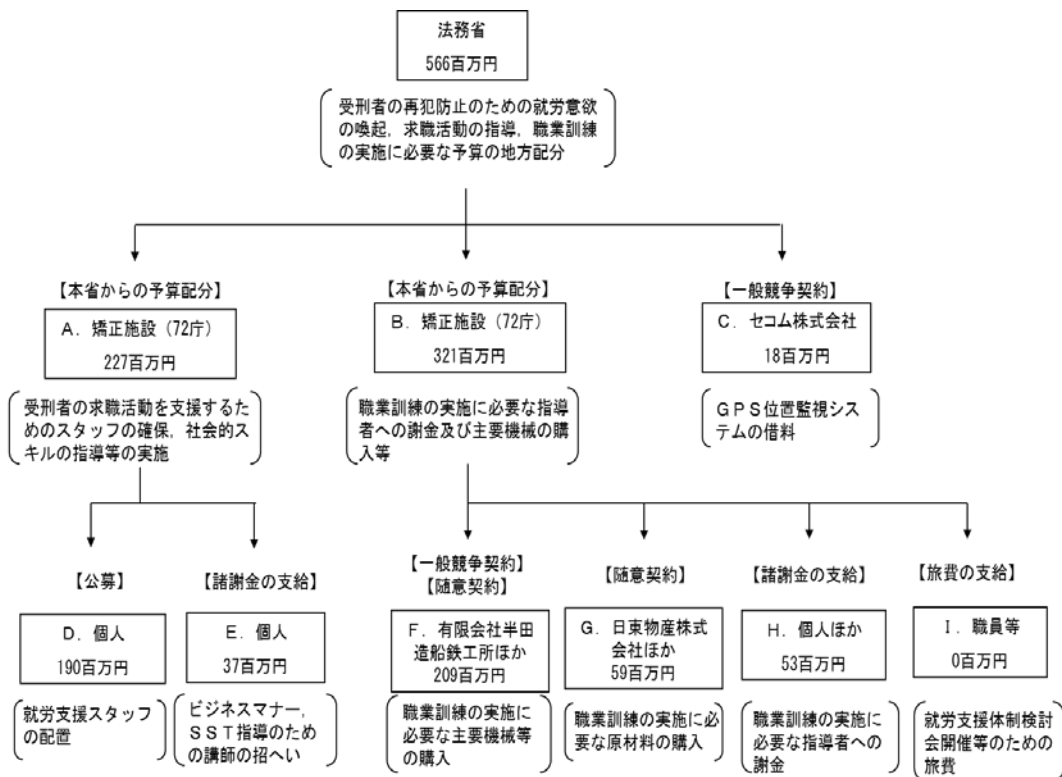 法務省
566百万円
受刑者の再犯防止のための就労意欲
の喚起，求職活動の指導，職業訓練
の実施に必要な予算の地方配分
【本省からの予算配分】
A．矯正施設（72庁）
227百万円
受刑者の求職活動を支援するた
めのスタッフの確保，社会的ス
キルの指導等の実施
【本省からの予算配分】
B．矯正施設（72庁）
321百万円
職業訓練の実施に必要な指導
者への謝金及び主要機械の購
入等
【一般競争契約】
C．セコム株式会社
18百万円
ＧＰＳ位置監視シス
テムの借料
【公募】
D．個人
190百万円
就労支援スタッフ
の配置
【諸謝金の支給】
E．個人
37百万円
ビジネスマナー，
ＳＳＴ指導のため
の講師の招へい
【一般競争契約】
【随意契約】
F．有限会社半田
造船鉄工所ほか
209百万円
職業訓練の実施に
必要な主要機械等
の購入
【随意契約】
G．日東物産株式
会社ほか
59百万円
職業訓練の実施に必
要な原材料の購入
【諸謝金の支給】
H．個人ほか
53百万円
職業訓練の実施に
必要な指導者への
謝金
【旅費の支給】
I．職員等
0百万円
就労支援体制検討
会開催等のための
旅費